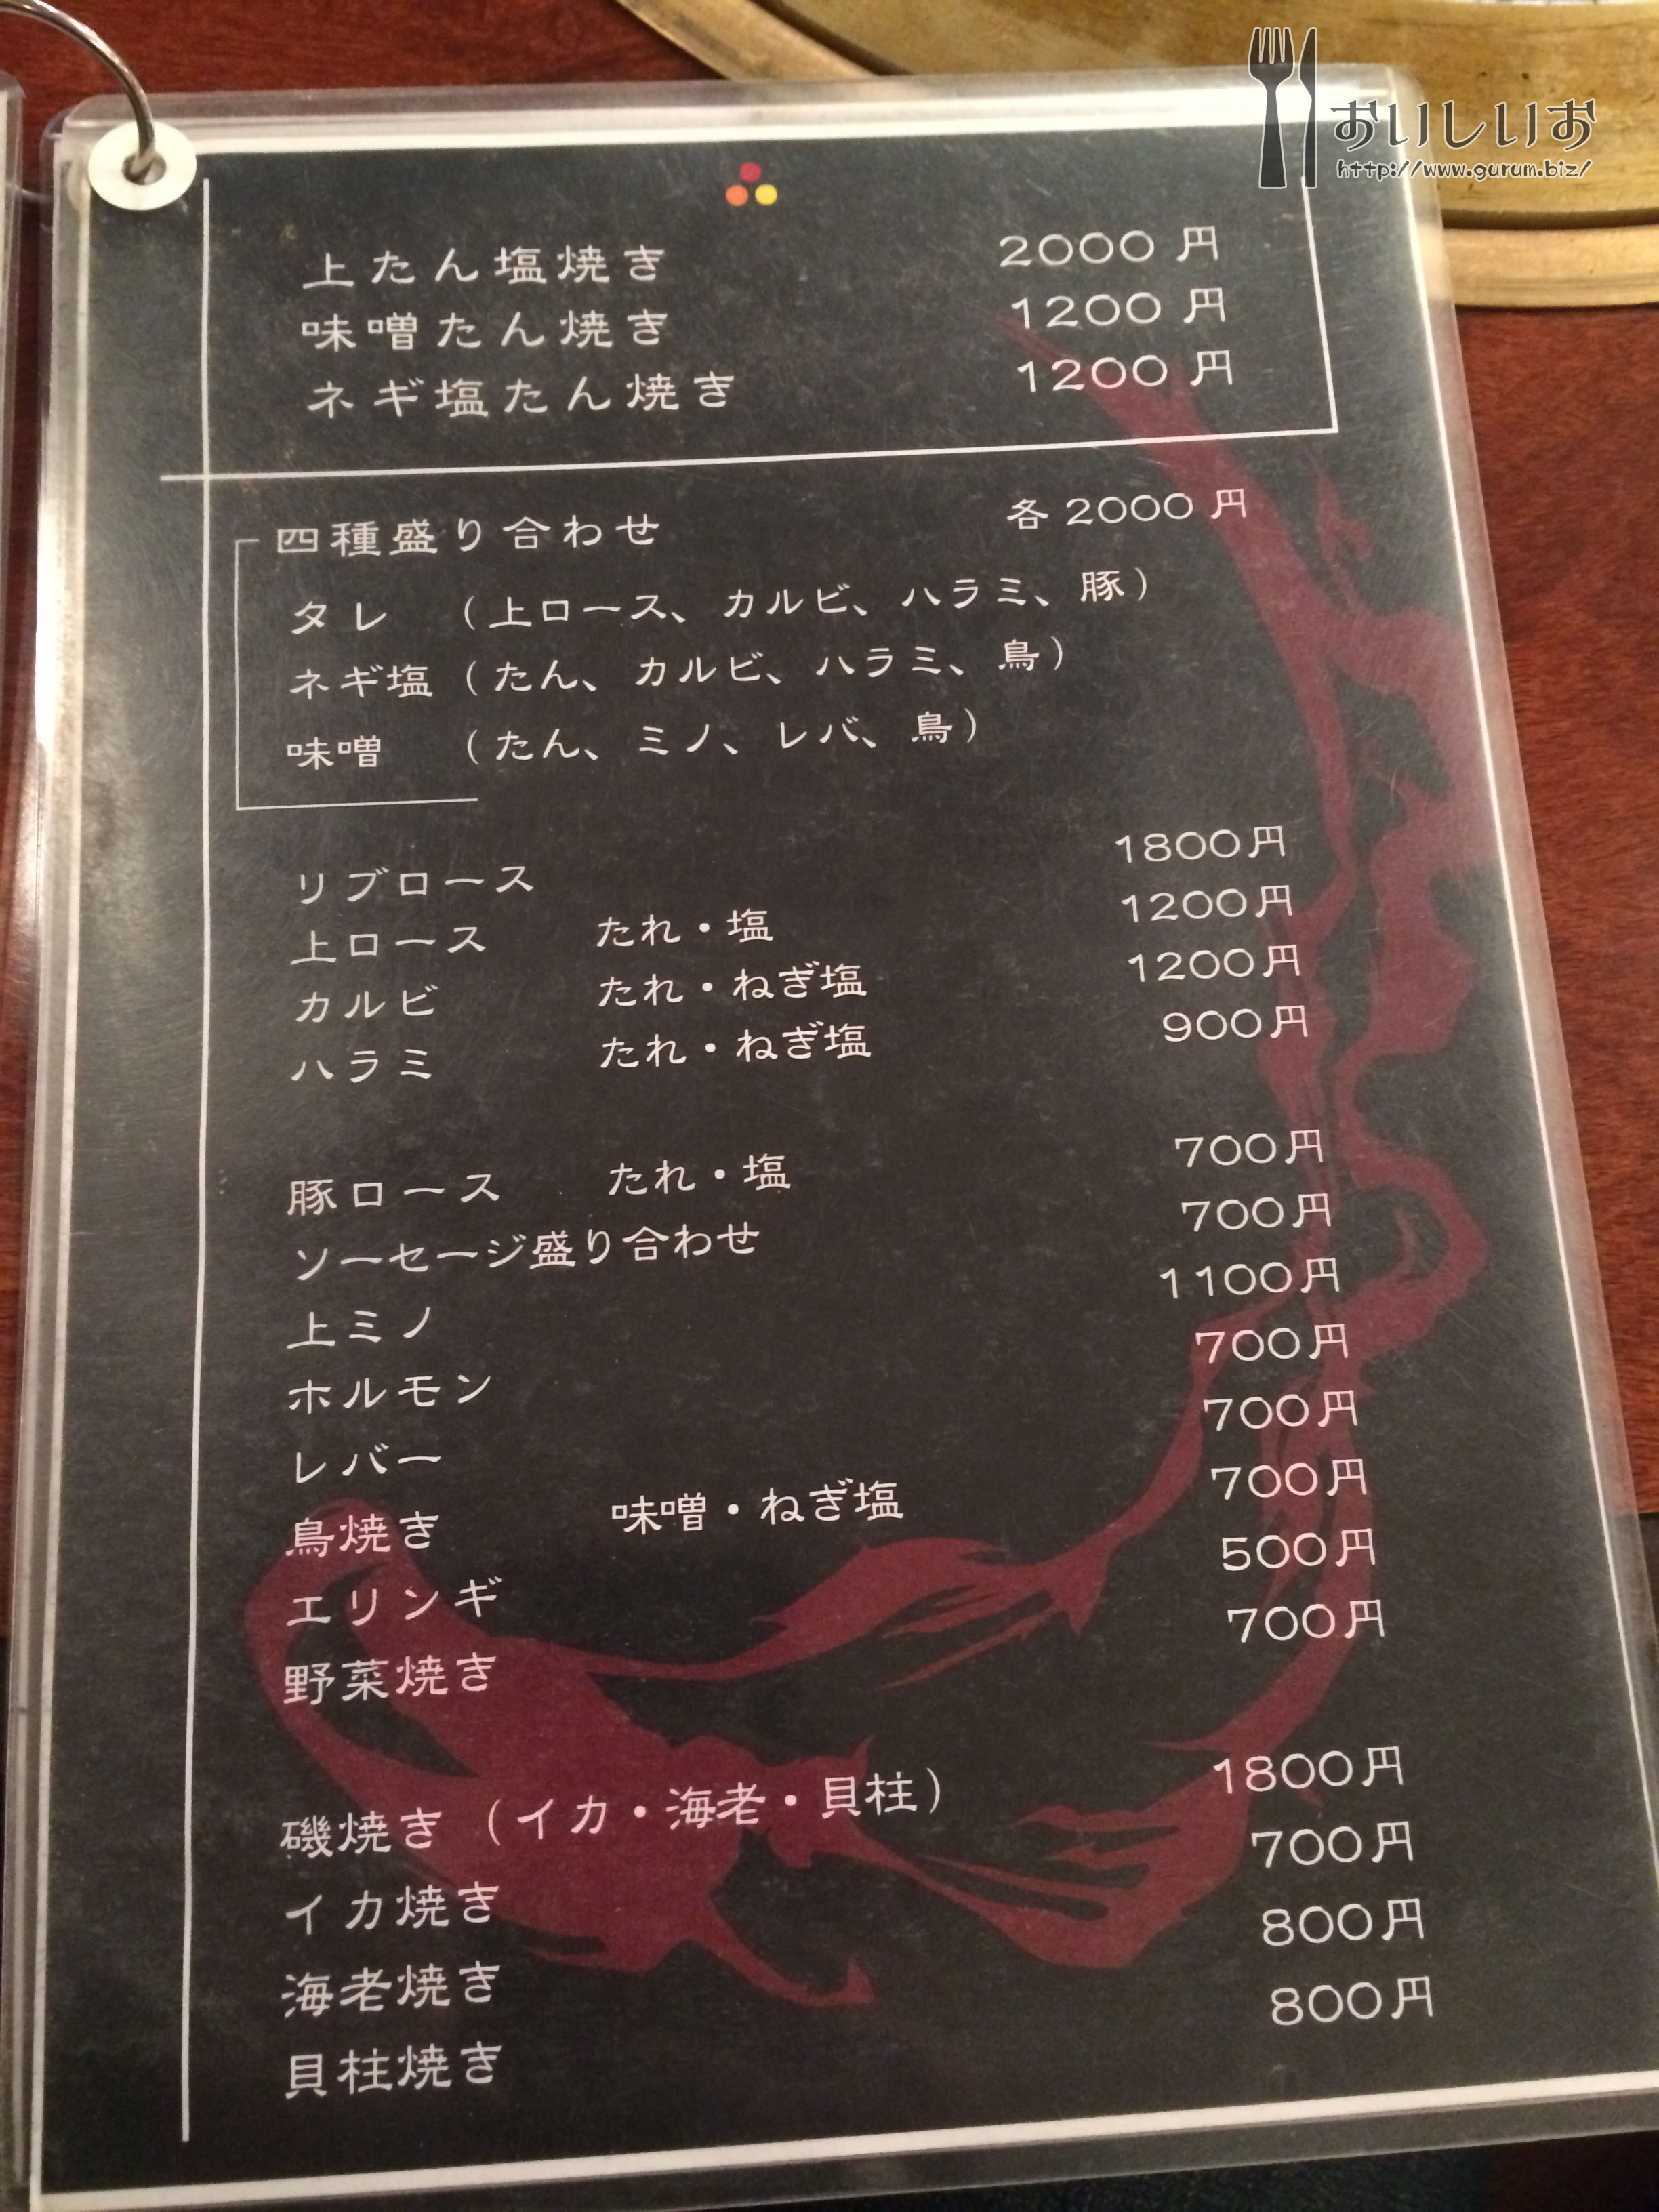 おいしいお
http://www.gurum.biz/
上たん塩焼き 2000円
味噌たん焼き 1200円
ネギ塩たん焼き 1200円
四種盛り合わせ 各2000円
タレ （上ロース、カルビ、ハラミ、豚）
ネギ塩（たん、カルビ、ハラミ、鳥）
味噌 （たん、ミノ、レバ、鳥）
リブロース 1800円
上ロース たれ・塩 1200円
カルビ たれ・ねぎ塩 1200円
ハラミ たれ・ねぎ塩 900円
豚ロース たれ・塩 700円
ソーセージ盛り合わせ 700円
上ミノ 1100円
ホルモン 700円
レバー 700円
鳥焼き 味噌・ねぎ塩 700円
エリンギ 500円
野菜焼き 700円
磯焼き（イカ・海老・貝柱） 1800円
イカ焼き 700円
海老焼き 800円
貝柱焼き 800円